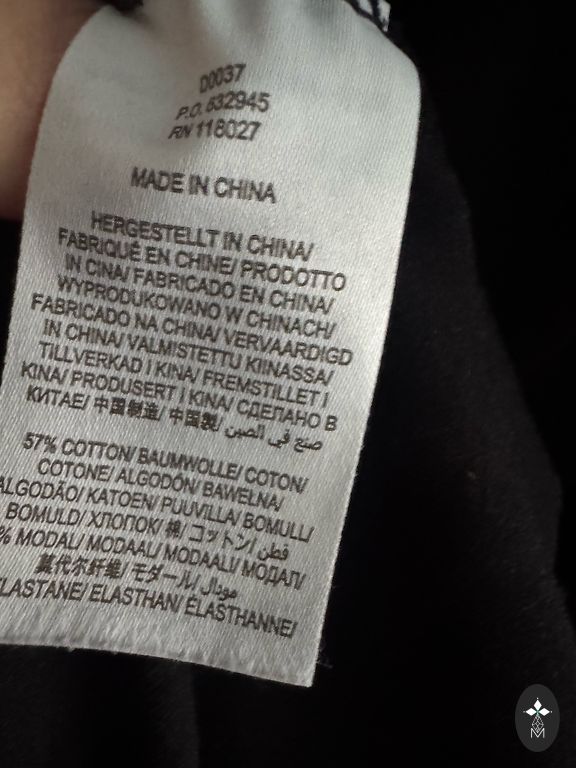 D0037
P.O. 632945
RN 118027
MADE IN CHINA
HERGESTELLT IN CHINA/
FABRIQUÉ EN CHINE/ PRODOTTO
IN CINA/ FABRICADO EN CHINA/
WYPRODUKOWANO W CHINACH/
FABRICADO NA CHINA/ VERVAARDIGD
IN CHINA/ VALMISTETTU KIINASSA/
TILLVERKAD I KINA/ FREMSTILLET I
KINA/ PRODUSERT I KINA/ СДЕЛАНО В
КИТАЕ/ 中国制造/ 中国製/ صنع في الصين
57% COTTON/ BAUMWOLLE/ COTON/
COTONE/ ALGODÓN/ BAWEŁNA/
ALGODÃO/ KATOEN/ PUUVILLA/ BOMULL/
BOMULD/ ХЛОПОК/ 棉/ コットン/ قطن
% MODAL/ MODAAL/ MODAALI/ МОДАЛ/
莫代尔纤维/ モダール/ مودال
ELASTANE/ ELASTHAN/ ÉLASTHANNE/
M